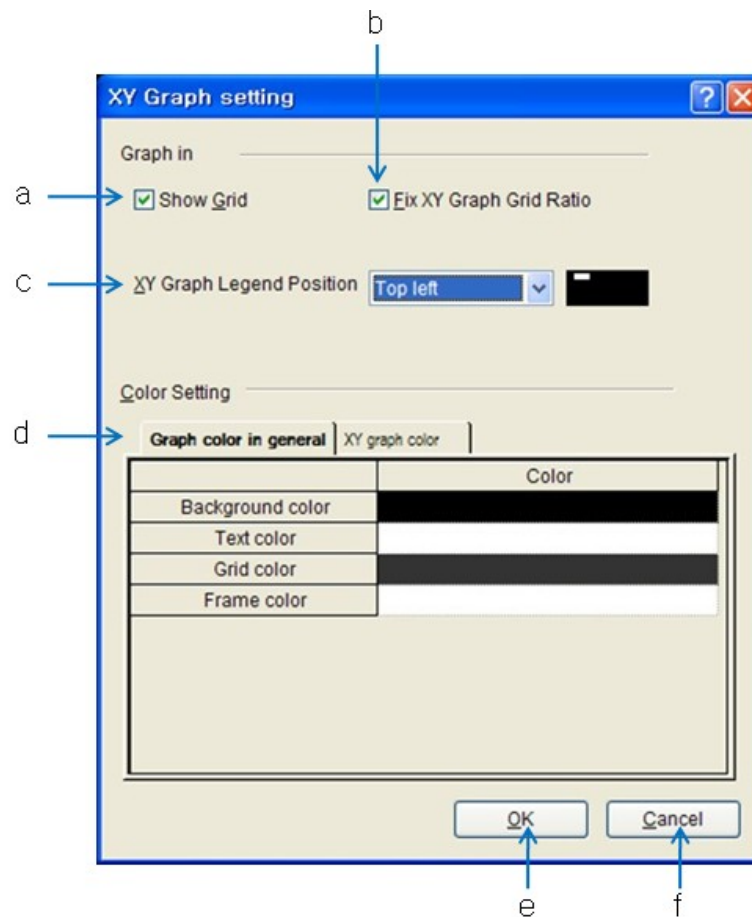 b
XY Graph setting
Graph in
a
Show Grid
Fix XY Graph Grid Ratio
c
XY Graph Legend Position
Top left
Color Setting
d
Graph color in general
XY graph color
Color
Background color
Text color
Grid color
Frame color
OK
Cancel
e
f